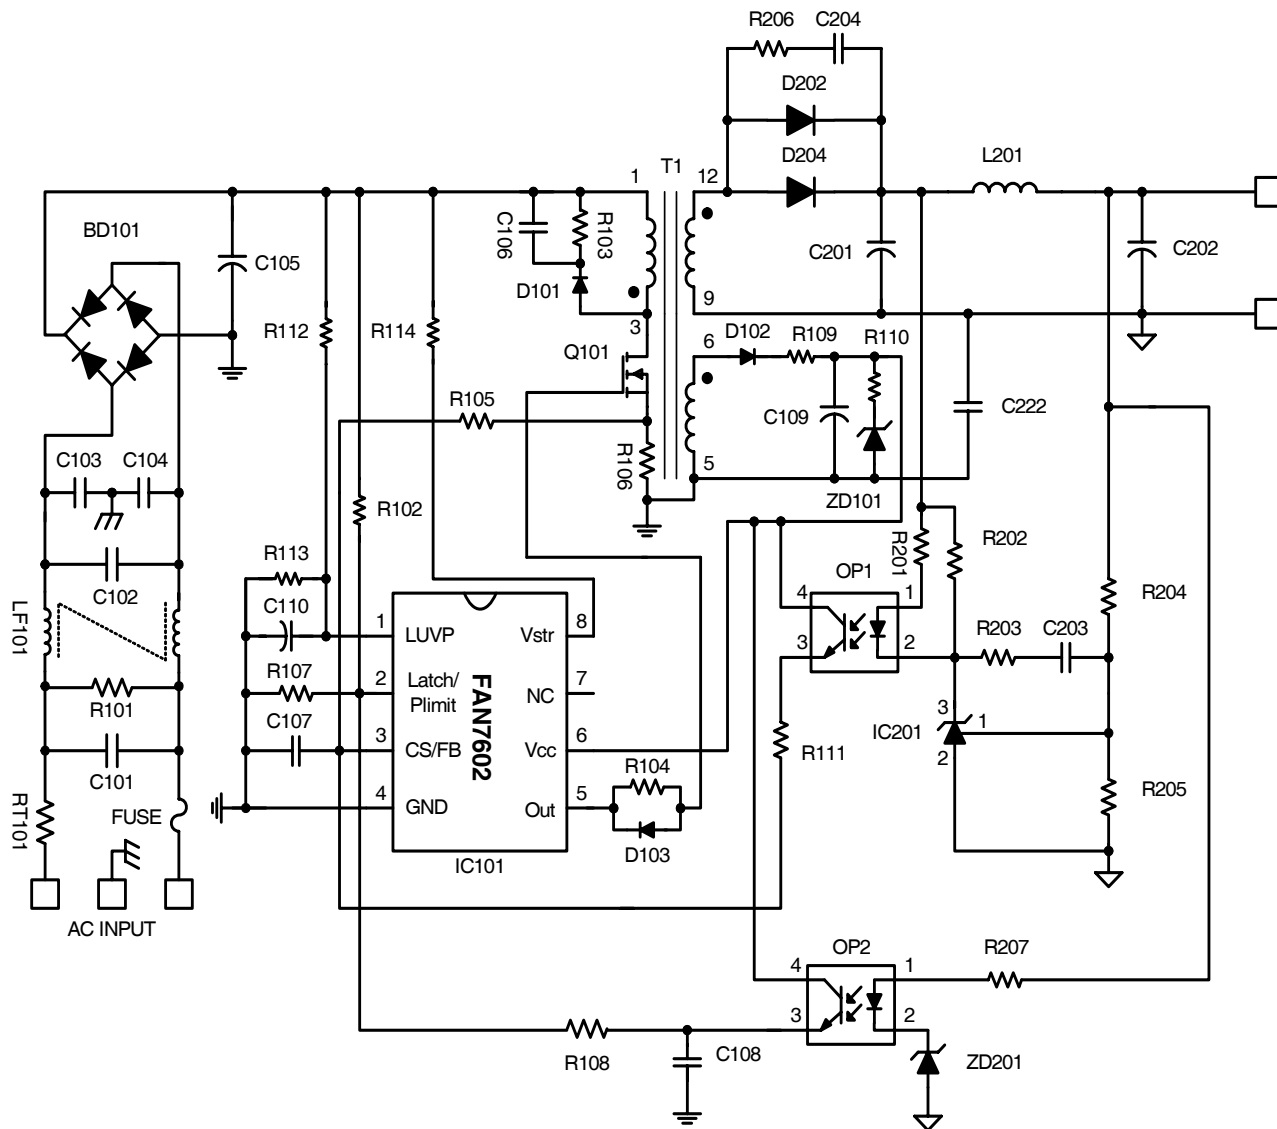 R206 C204
D202
D204
L201
T1
1
12
BD101
C105
C106
R103
D101
3
9
C201
C202
R112
R114
Q101
6
D102
R109
R110
R105
C109
C222
R106
5
ZD101
C103 C104
R102
R201
R202
C102
LF101
R113
OP1
C110
4
1
R204
1
LUVP
Vstr
8
3
2
R203 C203
R107
2
Latch/
Plimit
NC
7
FAN7602
R101
C107
3
CS/FB
Vcc
6
R111
IC201
3
1
2
C101
R104
R205
RT101
FUSE
4
GND
Out
5
D103
IC101
AC INPUT
OP2
R207
4
1
3
2
R108
C108
ZD201